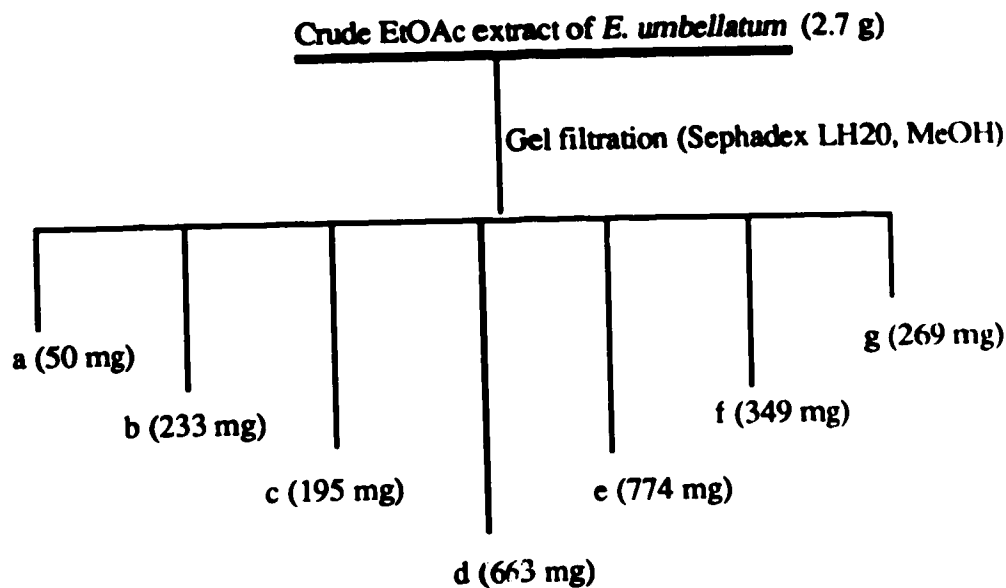 Crude EtOAc extract of E. umbellatum (2.7 g)
Gel filtration (Sephadex LH20, MeOH)
a (50 mg)
b (233 mg)
c (195 mg)
d (663 mg)
e (774 mg)
f (349 mg)
g (269 mg)